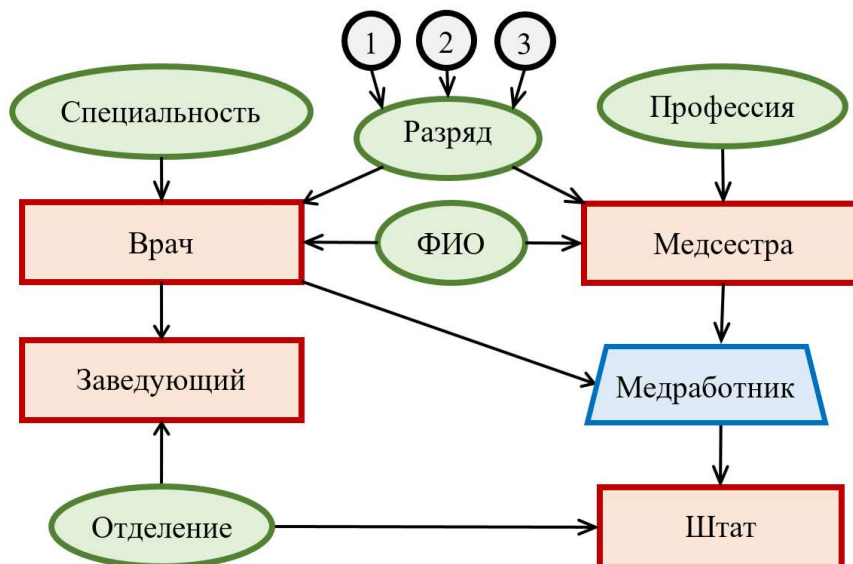 1
2
3
Специальность
Разряд
Профессия
Врач
ФИО
Медсестра
Заведующий
Медработник
Отделение
Штат